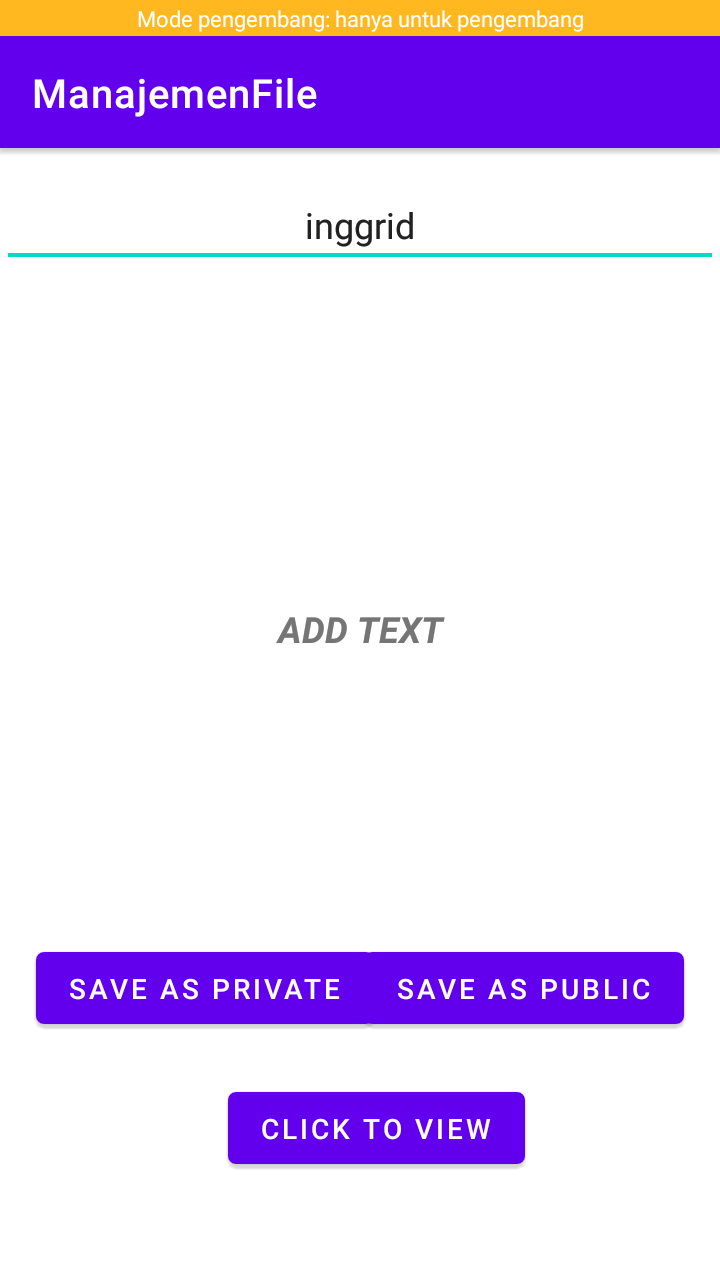 Mode pengembang: hanya untuk pengembang
ManajemenFile
inggrid
ADD TEXT
SAVE AS PRIVATE SAVE AS PUBLIC
CLICK TO VIEW